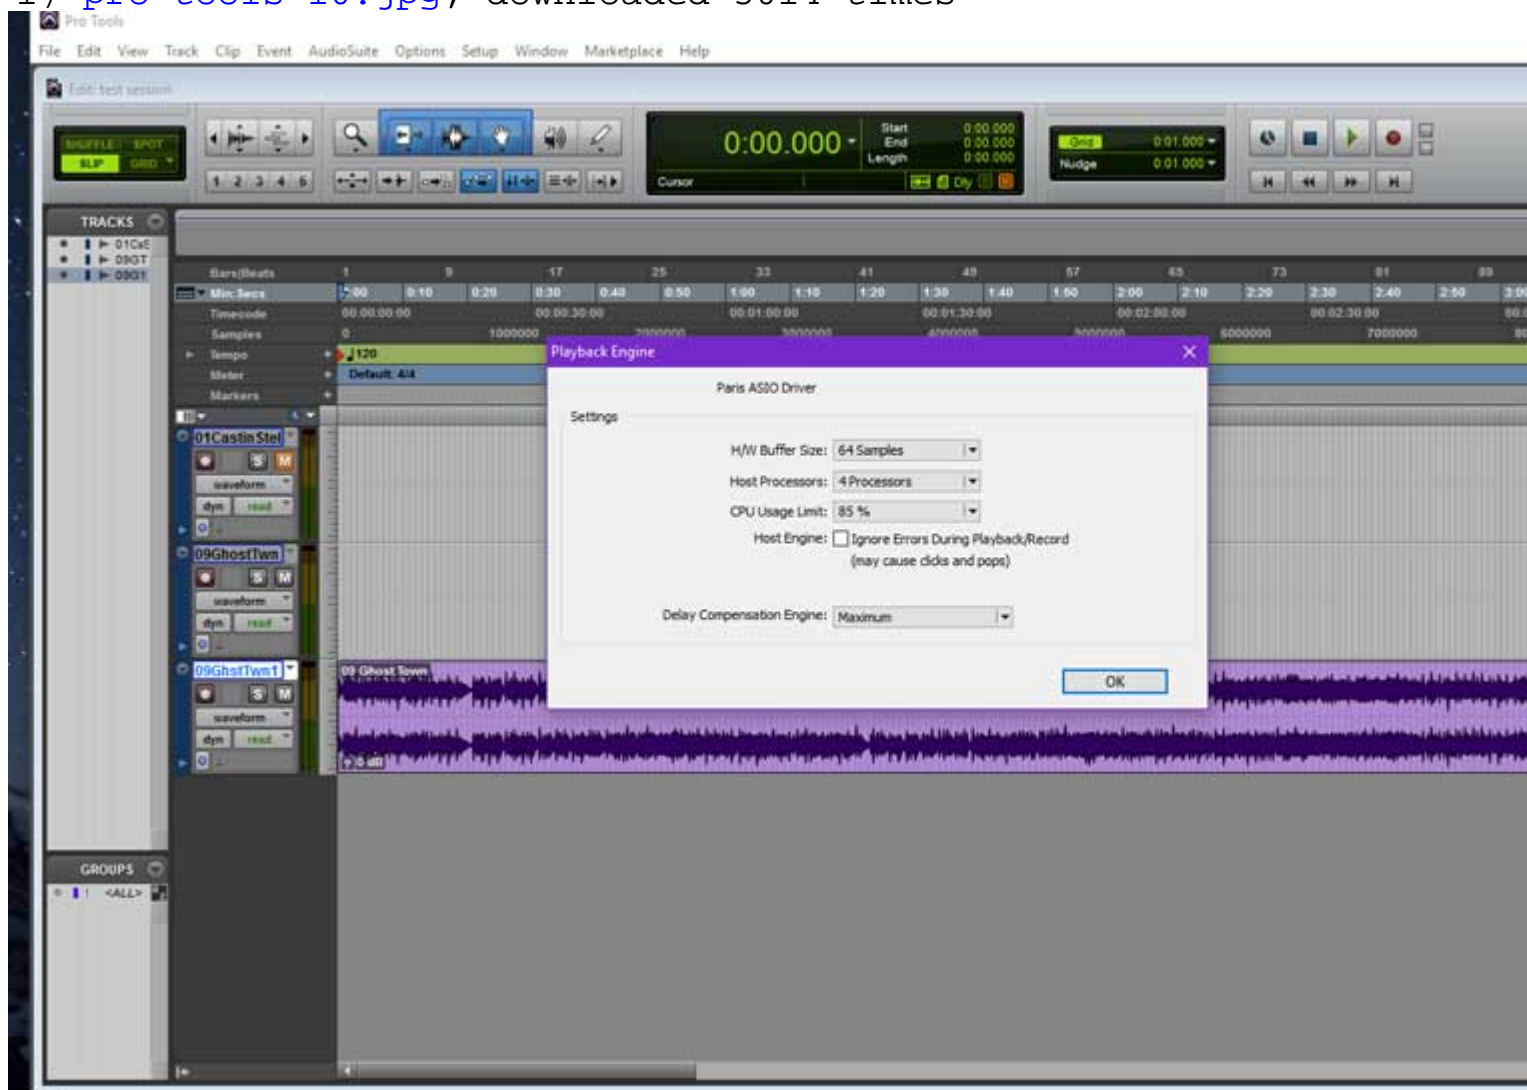 Pro Tools
File Edit View Track Clip Event AudioSuite Options Setup Window Marketplace Help
Edit: test session
SHUFFLE SPOT
SLIP GRID
1 2 3 4 5
0:00.000
Start 0:00.000
End 0:00.000
Length 0:00.000
Cursor
Dly
Grid 0:01.000
Nudge 0:01.000
TRACKS
01CsS
09GT
09G1
Bars|Beats 1 9 17 25 33 41 49 57 65 73 81 89
Min:Secs 0:00 0:10 0:20 0:30 0:40 0:50 1:00 1:10 1:20 1:30 1:40 1:50 2:00 2:10 2:20 2:30 2:40 2:50 3:00
Timecode 00:00:00:00 00:00:30:00 00:01:00:00 00:01:30:00 00:02:00:00 00:02:30:00
Samples 0 1000000 2000000 3000000 4000000 5000000 6000000 7000000
Tempo 120
Meter Default: 4/4
Markers
Playback Engine
Paris ASIO Driver
Settings
H/W Buffer Size: 64 Samples
Host Processors: 4 Processors
CPU Usage Limit: 85 %
Host Engine: Ignore Errors During Playback/Record
(may cause clicks and pops)
Delay Compensation Engine: Maximum
OK
01CastinStel
S M
waveform
dyn read
09GhostTwn
S M
waveform
dyn read
09GhstTwn1
S M
waveform
dyn read
09 Ghost Town
0 dB
GROUPS
! <ALL>